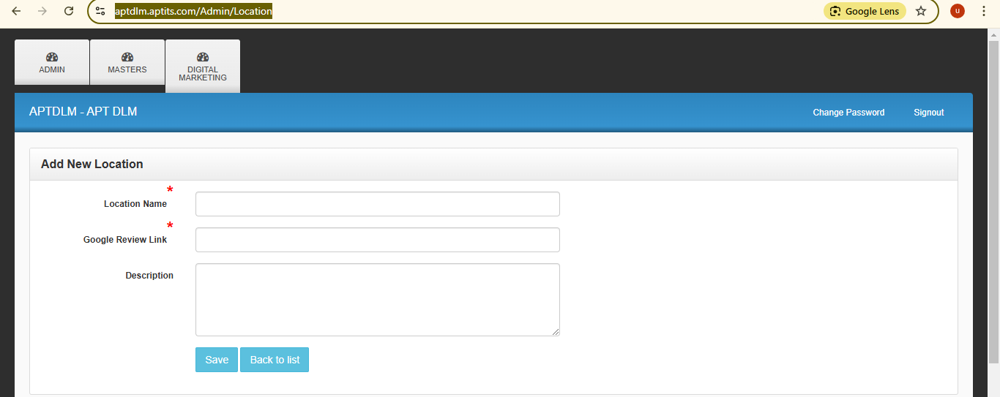 aptdlm.aptits.com/Admin/Location
Google Lens
u
ADMIN
MASTERS
DIGITAL
MARKETING
APTDLM - APT DLM
Change Password
Signout
Add New Location
*
Location Name
*
Google Review Link
Description
Save
Back to list